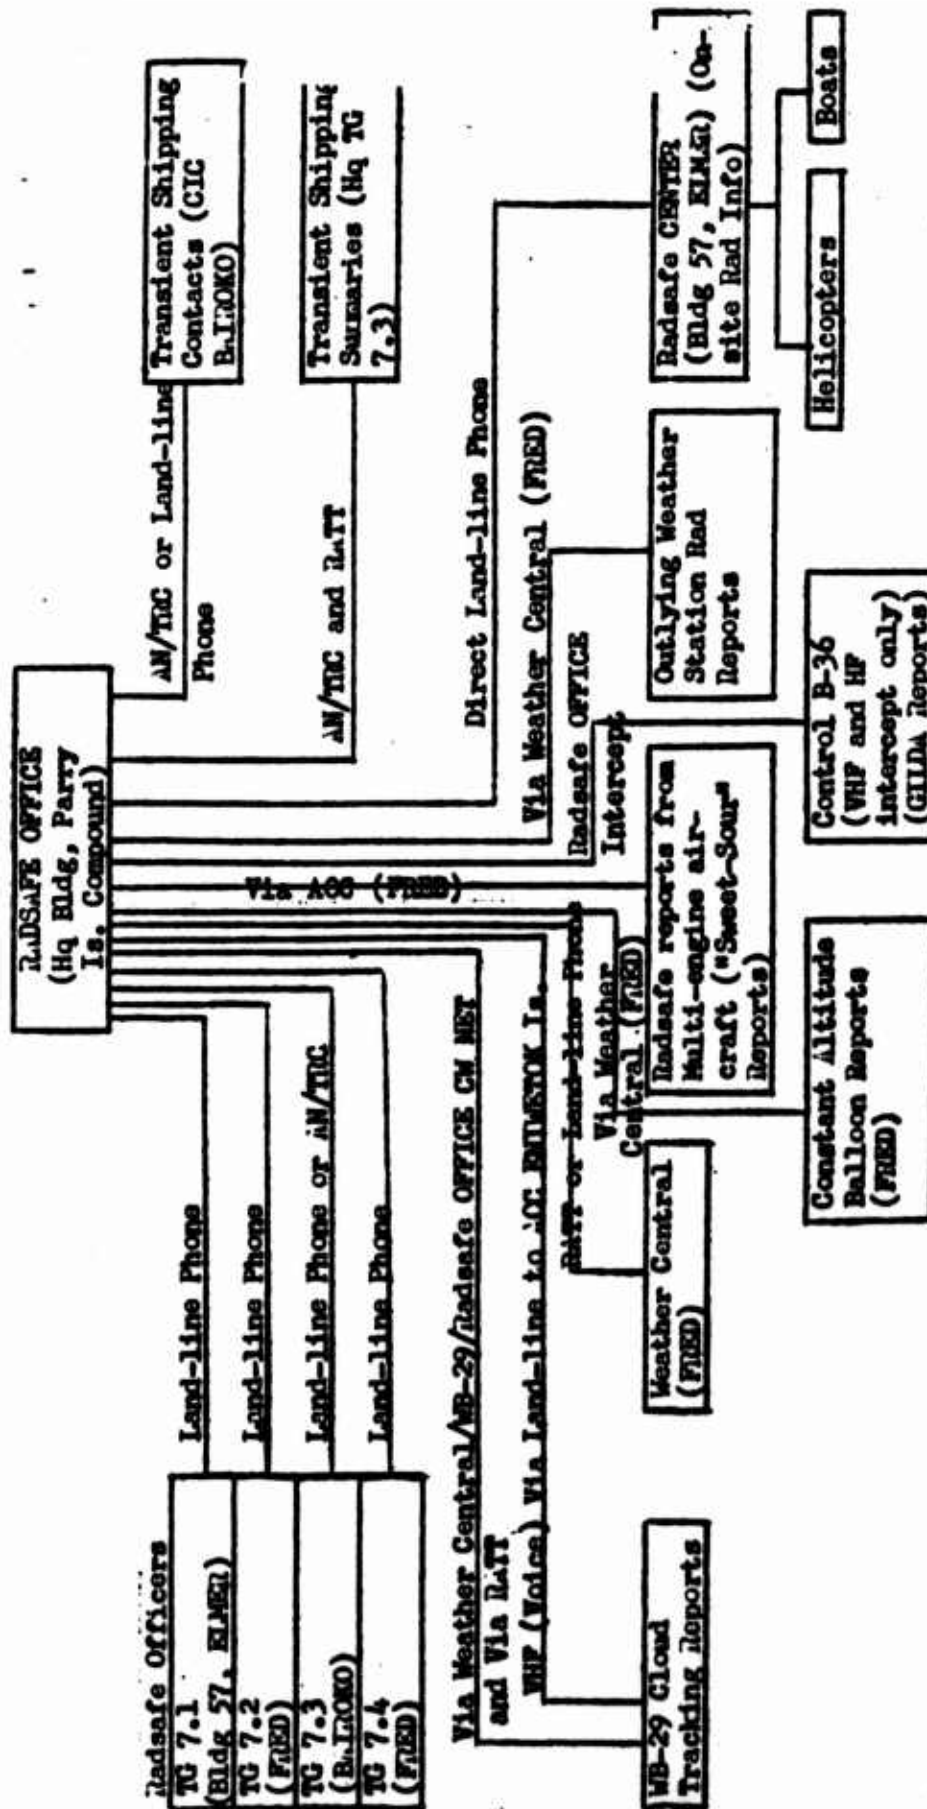 RADSAFE OFFICE
(Hq Bldg, Parry
Is. Compound)
AN/TRC or Land-line
Phone
Transient Shipping
Contacts (CIC
BAIROKO)
AN/TRC and RATT
Transient Shipping
Summaries (Hq TG
7.3)
Radsafe Officers
TG 7.1
(Bldg 57, ELMER)
TG 7.2
(FRED)
TG 7.3
(BAIROKO)
TG 7.4
(FRED)
Land-line Phone
Land-line Phone
Land-line Phone or AN/TRC
Land-line Phone
Direct Land-line Phone
Via Weather Central (FRED)
Radsafe OFFICE
Intercept
Via AOC (FRED)
Via Weather Central/WB-29/Radsafe OFFICE CW NET
and Via RATT
VHF (Voice) Via Land-line to AOC ENIWETOK Is.
RATT or Land-line Phone
Via Weather
Central (FRED)
WB-29 Cloud
Tracking Reports
Weather Central
(FRED)
Radsafe reports from
Multi-engine air-
craft ("Sweet-Sour"
Reports)
Outlying Weather
Station Rad
Reports
Radsafe CENTER
(Bldg 57, ELMER) (On-
site Rad Info)
Constant Altitude
Balloon Reports
(FRED)
Control B-36
(VHF and HF
intercept only)
(GILDA Reports)
Helicopters
Boats